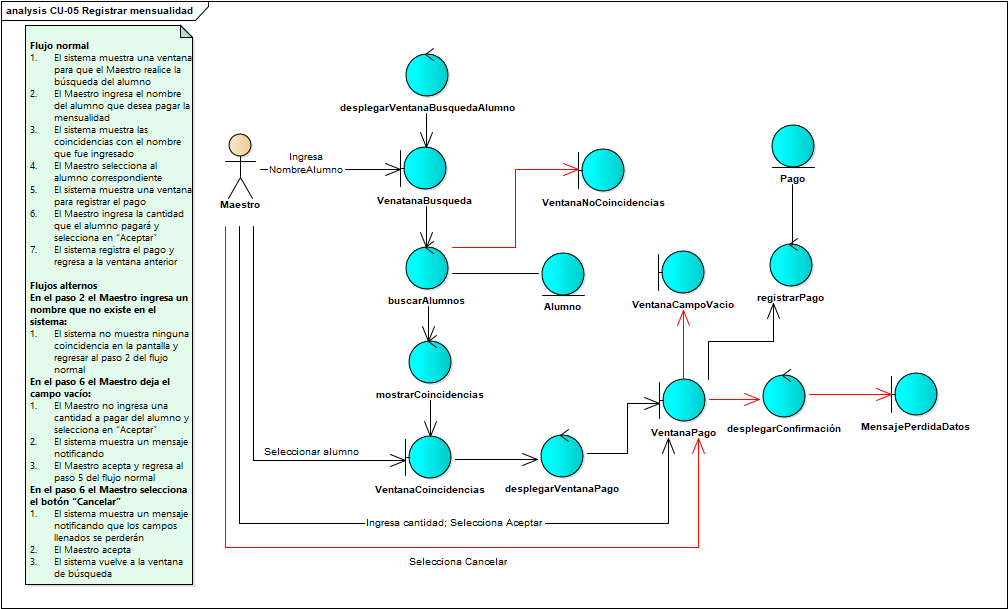 analysis CU-05 Registrar mensualidad
Flujo normal
1. El sistema muestra una ventana
para que el Maestro realice la
búsqueda del alumno
2. El Maestro ingresa el nombre
del alumno que desea pagar la
mensualidad
3. El sistema muestra las
coincidencias con el nombre
que fue ingresado
4. El Maestro selecciona al
alumno correspondiente
5. El sistema muestra una ventana
para registrar el pago
6. El Maestro ingresa la cantidad
que el alumno pagará y
selecciona en “Aceptar”
7. El sistema registra el pago y
regresa a la ventana anterior
Flujos alternos
En el paso 2 el Maestro ingresa un
nombre que no existe en el
sistema:
1. El sistema no muestra ninguna
coincidencia en la pantalla y
regresar al paso 2 del flujo
normal
En el paso 6 el Maestro deja el
campo vacío:
1. El Maestro no ingresa una
cantidad a pagar del alumno y
selecciona en “Aceptar”
2. El sistema muestra un mensaje
notificando
3. El Maestro acepta y regresa al
paso 5 del flujo normal
En el paso 6 el Maestro selecciona
el botón “Cancelar”
1. El sistema muestra un mensaje
notificando que los campos
llenados se perderán
2. El Maestro acepta
3. El sistema vuelve a la ventana
de búsqueda
desplegarVentanaBusquedaAlumno
Ingresa
NombreAlumno
Maestro
VenatanaBusqueda
VentanaNoCoincidencias
Pago
buscarAlumnos
Alumno
VentanaCampoVacio
registrarPago
mostrarCoincidencias
VentanaPago
desplegarConfirmación
MensajePerdidaDatos
Seleccionar alumno
VentanaCoincidencias
desplegarVentanaPago
Ingresa cantidad; Selecciona Aceptar
Selecciona Cancelar